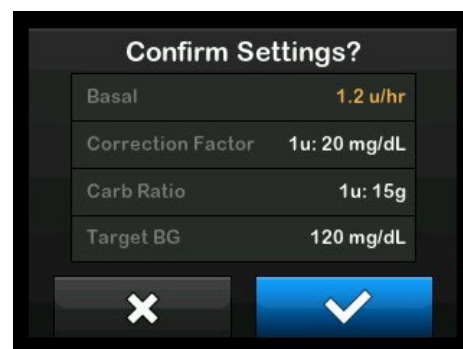 Confirm Settings?
Basal 1.2 u/hr
Correction Factor 1u: 20 mg/dL
Carb Ratio 1u: 15g
Target BG 120 mg/dL